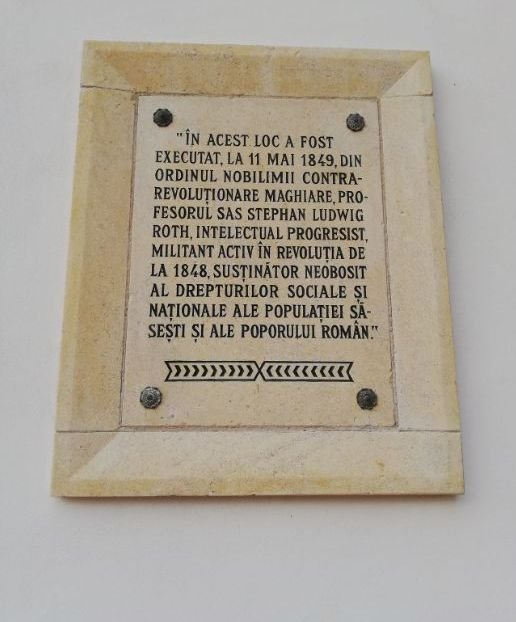 "ÎN ACEST LOC A FOST
EXECUTAT, LA 11 MAI 1849, DIN
ORDINUL NOBILIMII CONTRA-
REVOLUȚIONARE MAGHIARE, PRO-
FESORUL SAS STEPHAN LUDWIG
ROTH, INTELECTUAL PROGRESIST,
MILITANT ACTIV ÎN REVOLUȚIA DE
LA 1848, SUSȚINĂTOR NEOBOSIT
AL DREPTURILOR SOCIALE ȘI
NAȚIONALE ALE POPULAȚIEI SĂ-
SEȘTI ȘI ALE POPORULUI ROMÂN."